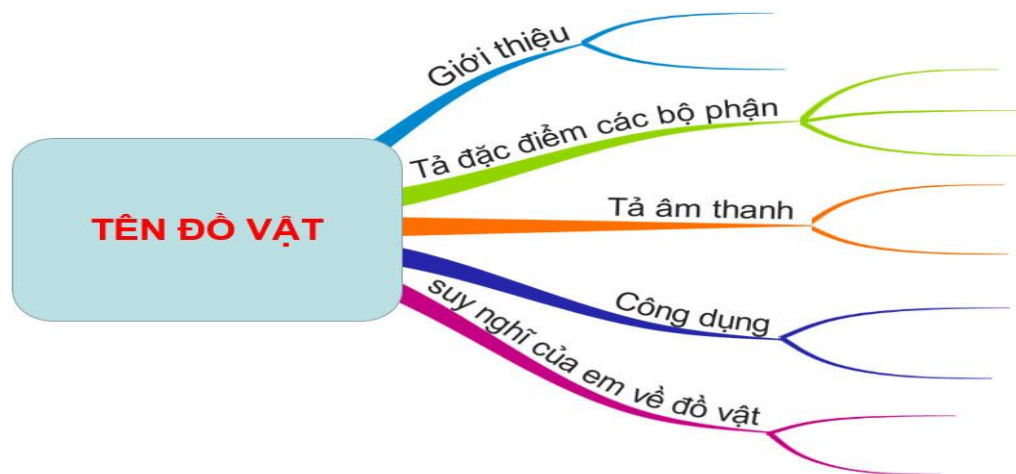 TÊN ĐỒ VẬT
Giới thiệu
Tả đặc điểm các bộ phận
Tả âm thanh
Công dụng
suy nghĩ của em về đồ vật